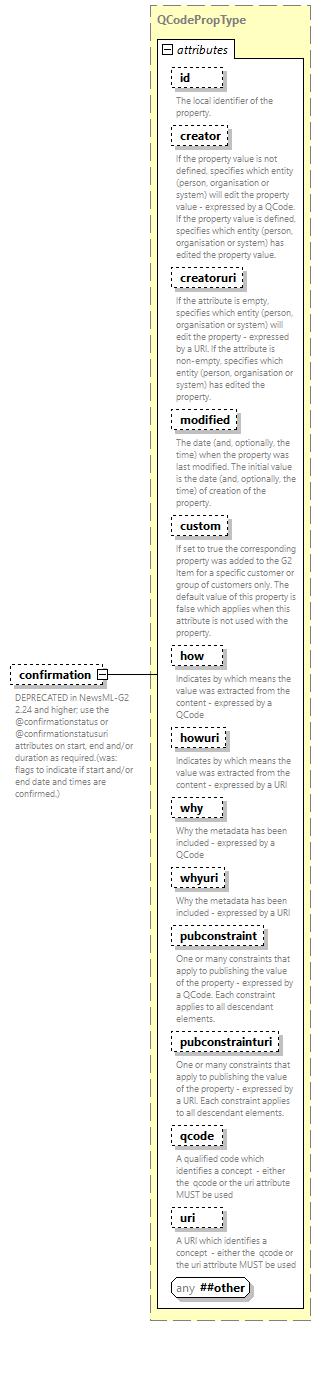 QCodePropType
attributes
id
The local identifier of the
property.
creator
If the property value is not
defined, specifies which entity
(person, organisation or
system) will edit the property
value - expressed by a QCode.
If the property value is defined,
specifies which entity (person,
organisation or system) has
edited the property value.
creatoruri
If the attribute is empty,
specifies which entity (person,
organisation or system) will
edit the property - expressed
by a URI. If the attribute is
non-empty, specifies which
entity (person, organisation or
system) has edited the
property.
modified
The date (and, optionally, the
time) when the property was
last modified. The initial value
is the date (and, optionally, the
time) of creation of the
property.
custom
If set to true the corresponding
property was added to the G2
Item for a specific customer or
group of customers only. The
default value of this property is
false which applies when this
attribute is not used with the
property.
confirmation
DEPRECATED in NewsML-G2
2.24 and higher; use the
@confirmationstatus or
@confirmationstatusuri
attributes on start, end and/or
duration as required.(was:
flags to indicate if start and/or
end date and times are
confirmed.)
how
Indicates by which means the
value was extracted from the
content - expressed by a
QCode
howuri
Indicates by which means the
value was extracted from the
content - expressed by a URI
why
Why the metadata has been
included - expressed by a
QCode
whyuri
Why the metadata has been
included - expressed by a URI
pubconstraint
One or many constraints that
apply to publishing the value
of the property - expressed by
a QCode. Each constraint
applies to all descendant
elements.
pubconstrainturi
One or many constraints that
apply to publishing the value
of the property - expressed by
a URI. Each constraint applies
to all descendant elements.
qcode
A qualified code which
identifies a concept - either
the qcode or the uri attribute
MUST be used
uri
A URI which identifies a
concept - either the qcode or
the uri attribute MUST be used
any ##other